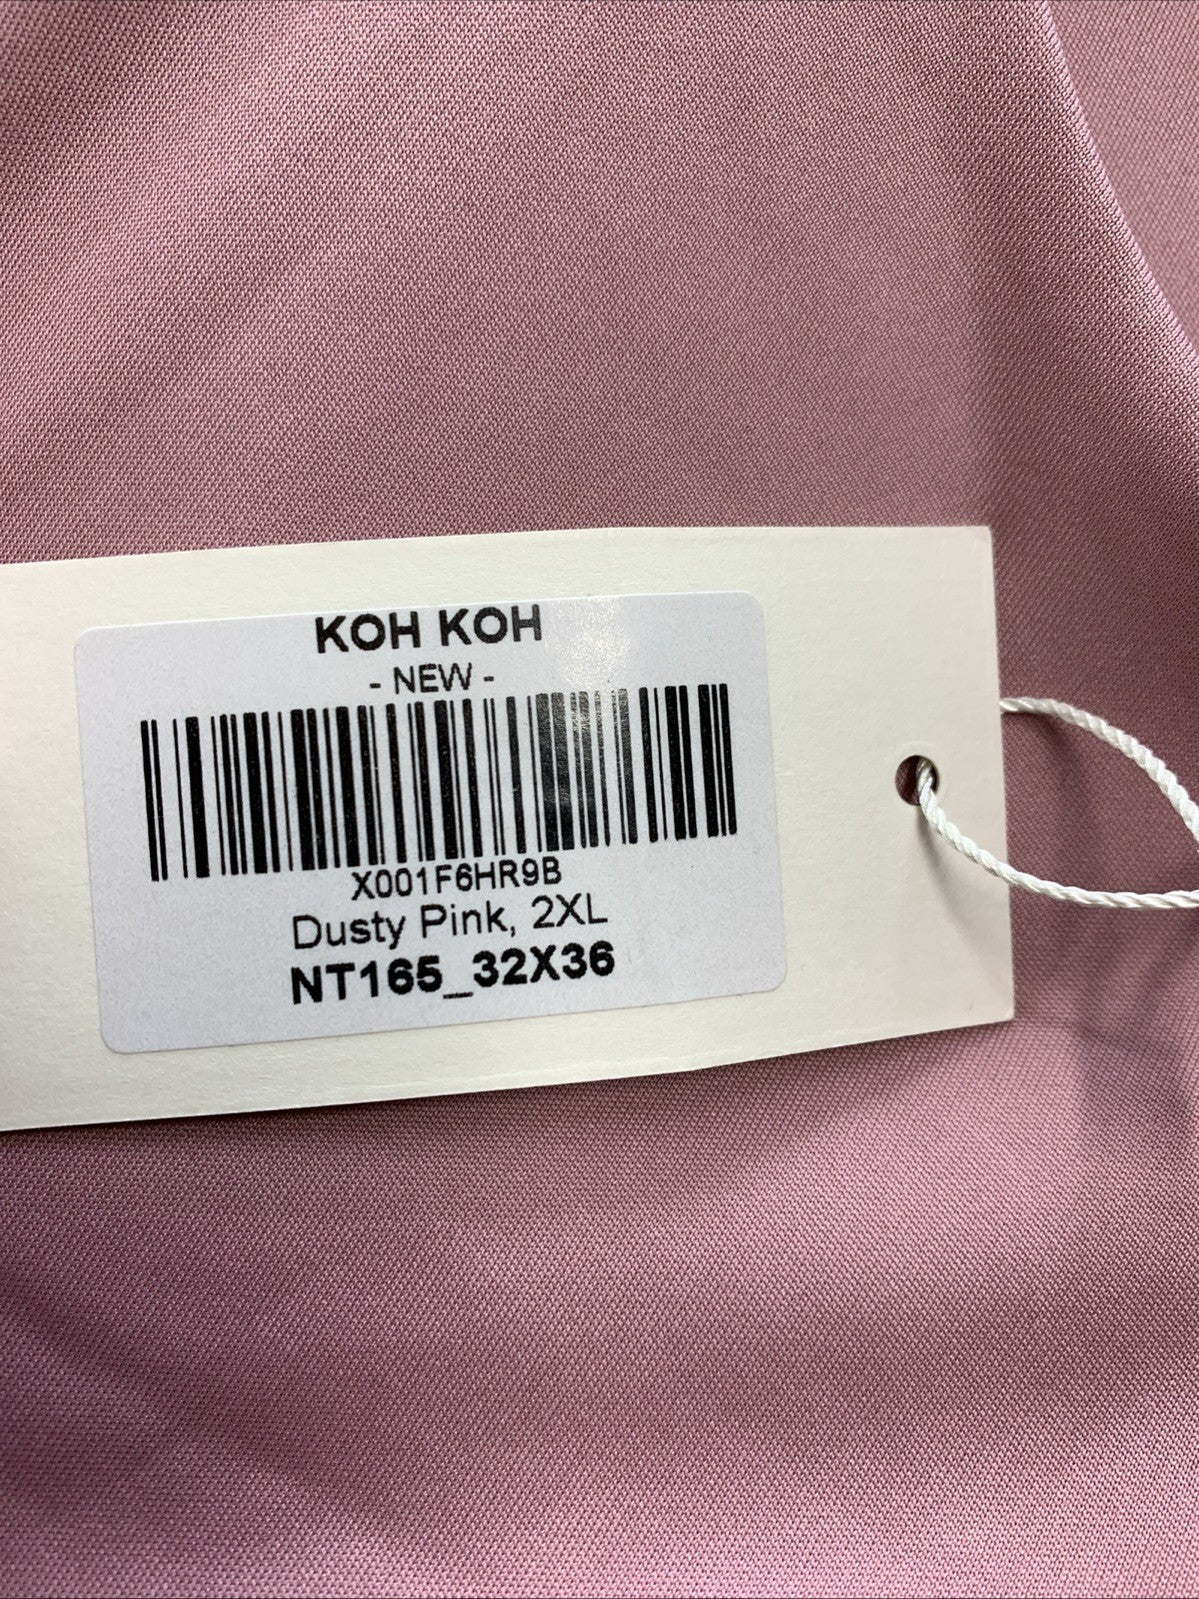 KOH KOH
- NEW -
X001F6HR9B
Dusty Pink, 2XL
NT165_32X36